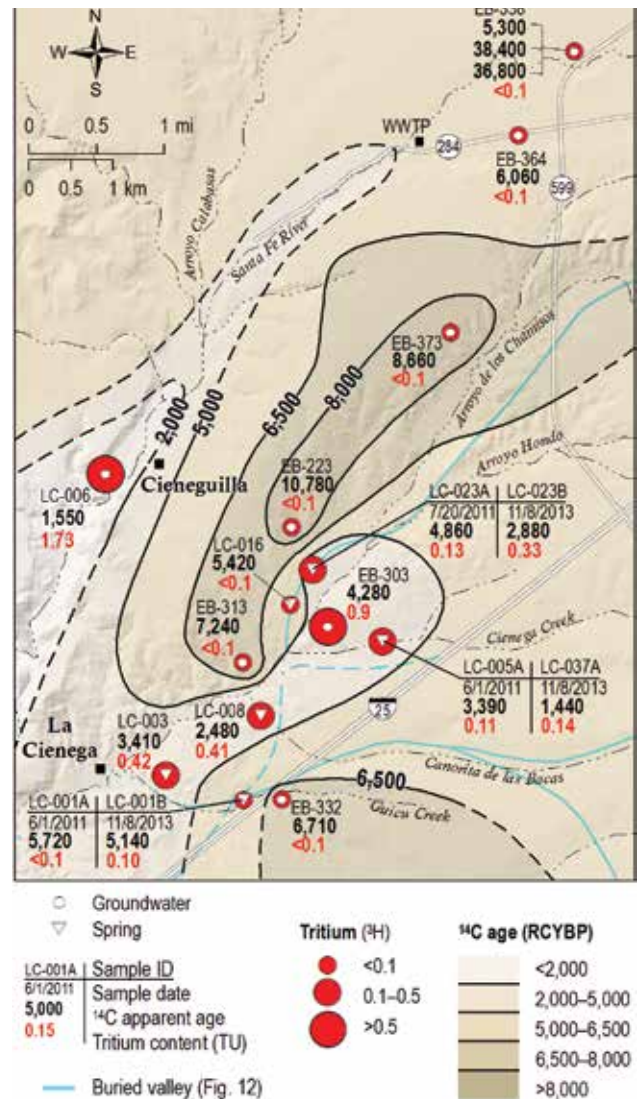 EB-338
5,300
38,400
36,800
<0.1
N
W E
S
0 0.5 1 mi
0 0.5 1 km
WWTP
284
EB-364
6,060
<0.1
599
Arroyo Calabasas
Santa Fe River
EB-373
8,660
<0.1
Arroyo de los Chamisos
2,000
5,000
6,500
8,000
Cieneguilla
LC-006
1,550
1.73
EB-223
10,780
<0.1
Arroyo Hondo
LC-023A LC-023B
7/20/2011 11/8/2013
4,860 2,880
0.13 0.33
LC-016
5,420
<0.1
EB-303
4,280
0.9
EB-313
7,240
<0.1
Cienega Creek
LC-005A LC-037A
6/1/2011 11/8/2013
3,390 1,440
0.11 0.14
25
La
Cienega
LC-003
3,410
0.42
LC-008
2,480
0.41
Canorita de las Bocas
6,500
Guicu Creek
LC-001A LC-001B
6/1/2011 11/8/2013
5,720 5,140
<0.1 0.10
EB-332
6,710
<0.1
Groundwater
Spring
LC-001A Sample ID
6/1/2011 Sample date
5,000 ¹⁴C apparent age
0.15 Tritium content (TU)
Buried valley (Fig. 12)
Tritium (³H)
<0.1
0.1–0.5
>0.5
¹⁴C age (RCYBP)
<2,000
2,000–5,000
5,000–6,500
6,500–8,000
>8,000